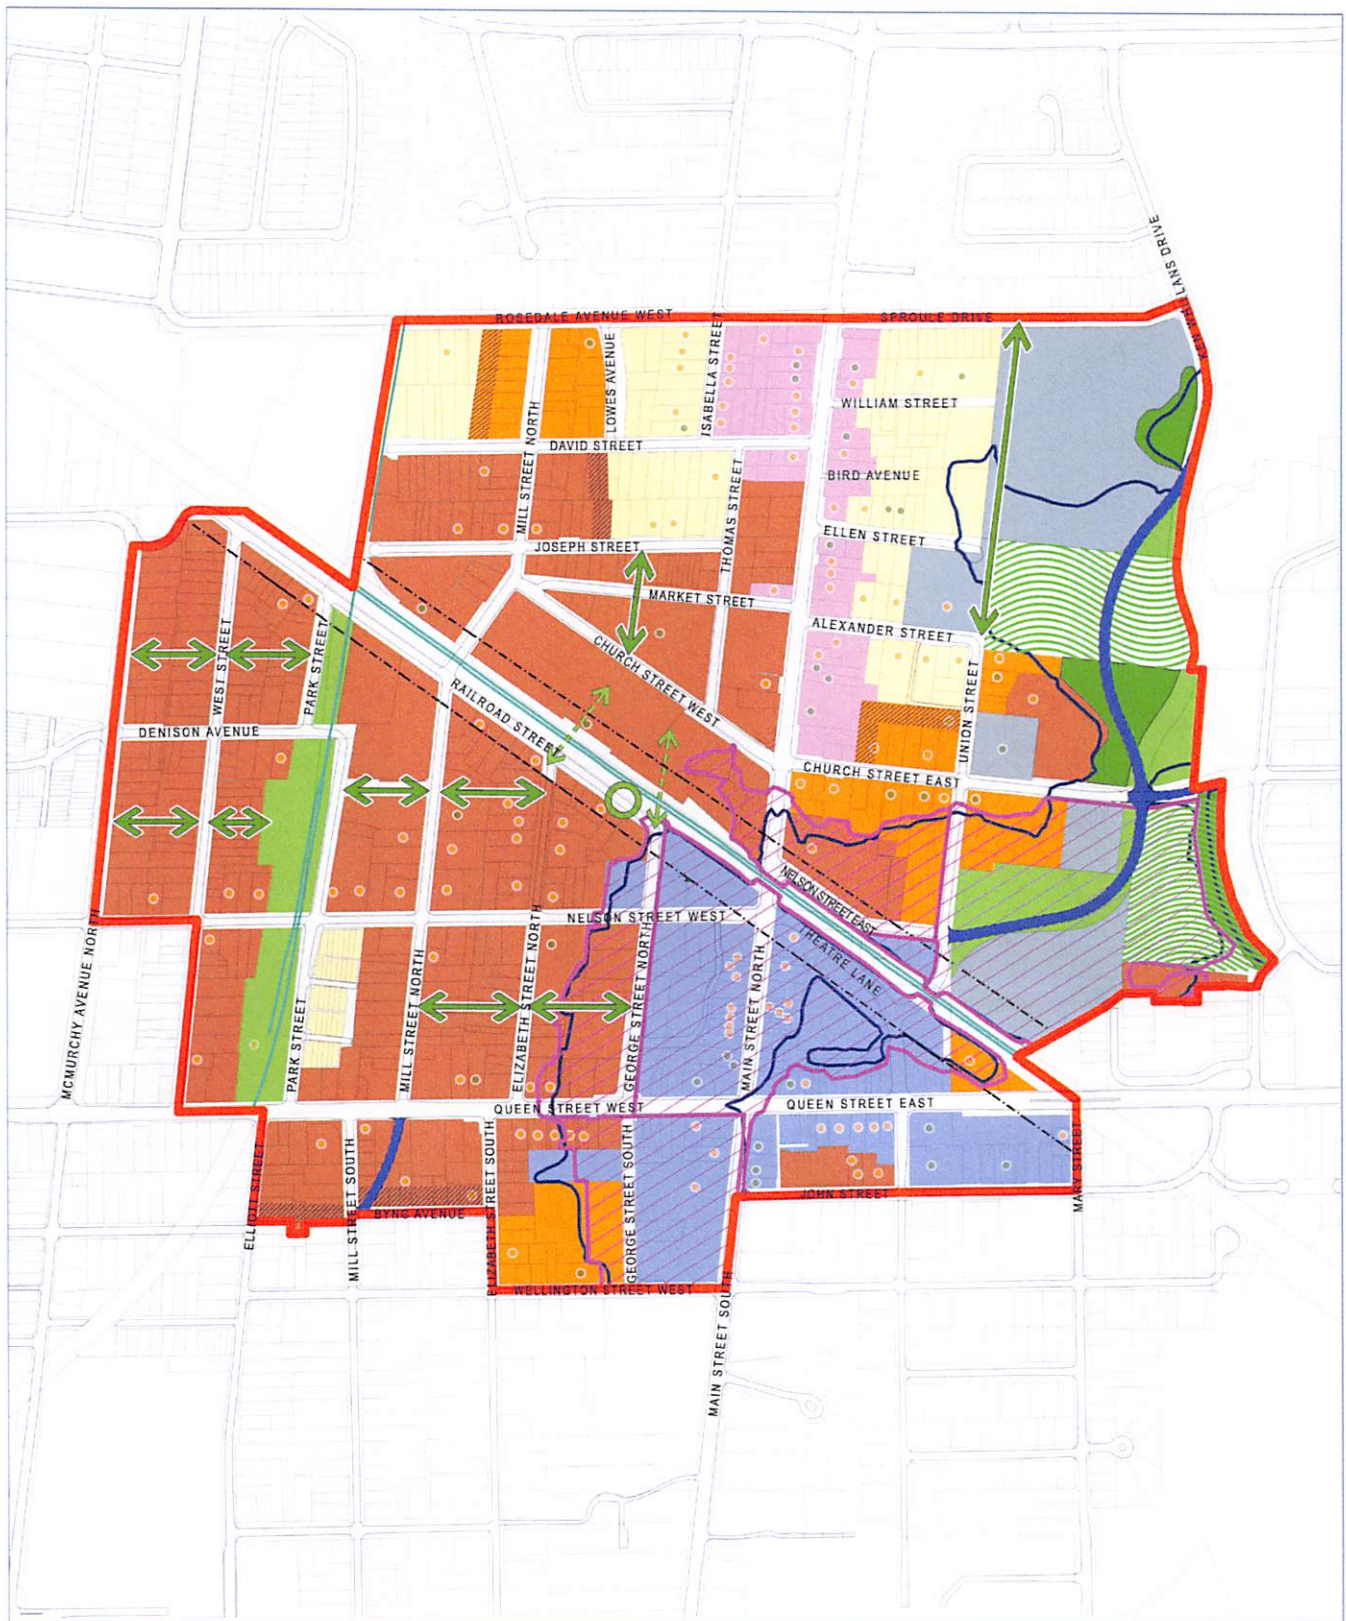 KEN WHILLANS DRIVE
ROSEDALE AVENUE WEST
SPROULE DRIVE
ISABELLA STREET
LOWES AVENUE
MILL STREET NORTH
WILLIAM STREET
DAVID STREET
BIRD AVENUE
THOMAS STREET
ELLEN STREET
JOSEPH STREET
MARKET STREET
ALEXANDER STREET
WEST STREET
PARK STREET
CHURCH STREET WEST
UNION STREET
RAILROAD STREET
DENISON AVENUE
CHURCH STREET EAST
NELSON STREET EAST
NELSON STREET WEST
THEATRE LANE
MCMURCHY AVENUE NORTH
PARK STREET
MILL STREET NORTH
ELIZABETH STREET NORTH
GEORGE STREET NORTH
MAIN STREET NORTH
QUEEN STREET WEST
QUEEN STREET EAST
ELLIOTT STREET
MILL STREET SOUTH
BYNG AVENUE
ELIZABETH STREET SOUTH
GEORGE STREET SOUTH
JOHN STREET
MARY STREET
WELLINGTON STREET WEST
MAIN STREET SOUTH